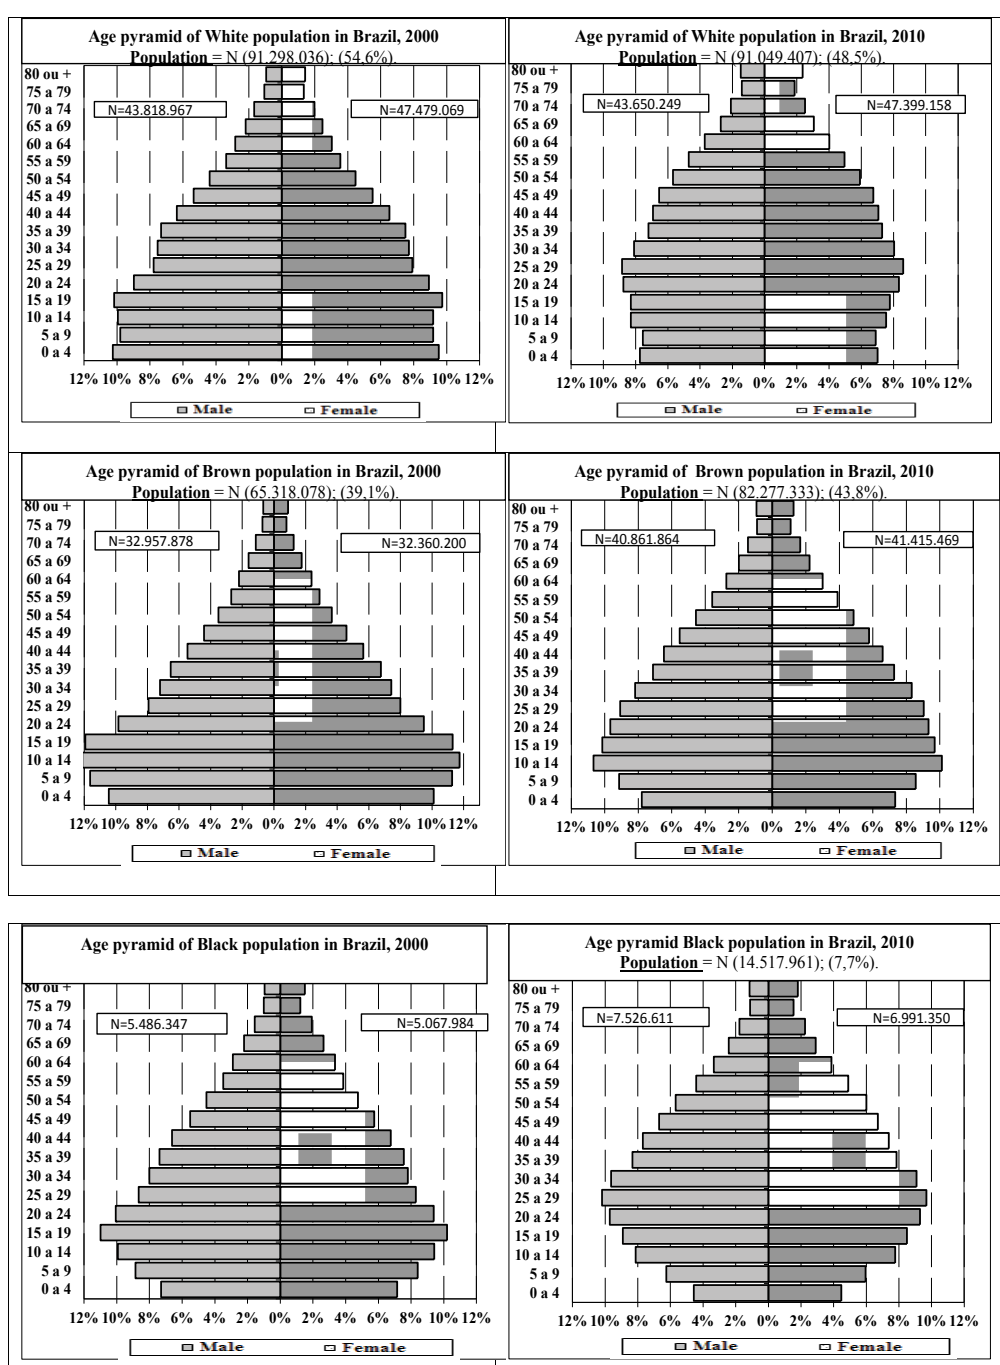 Age pyramid of White population in Brazil, 2000
Population = N (91.298.036); (54,6%).
80 ou +
75 a 79
70 a 74
N=43.818.967
N=47.479.069
65 a 69
60 a 64
55 a 59
50 a 54
45 a 49
40 a 44
35 a 39
30 a 34
25 a 29
20 a 24
15 a 19
10 a 14
5 a 9
0 a 4
12% 10% 8% 6% 4% 2% 0% 2% 4% 6% 8% 10% 12%
Male Female
Age pyramid of White population in Brazil, 2010
Population = N (91.049.407); (48,5%).
80 ou +
75 a 79
70 a 74
N=43.650.249
N=47.399.158
65 a 69
60 a 64
55 a 59
50 a 54
45 a 49
40 a 44
35 a 39
30 a 34
25 a 29
20 a 24
15 a 19
10 a 14
5 a 9
0 a 4
12% 10% 8% 6% 4% 2% 0% 2% 4% 6% 8% 10% 12%
Male Female
Age pyramid of Brown population in Brazil, 2000
Population = N (65.318.078); (39,1%).
80 ou +
75 a 79
70 a 74
N=32.957.878
N=32.360.200
65 a 69
60 a 64
55 a 59
50 a 54
45 a 49
40 a 44
35 a 39
30 a 34
25 a 29
20 a 24
15 a 19
10 a 14
5 a 9
0 a 4
12% 10% 8% 6% 4% 2% 0% 2% 4% 6% 8% 10% 12%
Male Female
Age pyramid of Brown population in Brazil, 2010
Population = N (82.277.333); (43,8%).
80 ou +
75 a 79
70 a 74
N=40.861.864
N=41.415.469
65 a 69
60 a 64
55 a 59
50 a 54
45 a 49
40 a 44
35 a 39
30 a 34
25 a 29
20 a 24
15 a 19
10 a 14
5 a 9
0 a 4
12% 10% 8% 6% 4% 2% 0% 2% 4% 6% 8% 10% 12%
Male Female
Age pyramid of Black population in Brazil, 2000
80 ou +
75 a 79
70 a 74
N=5.486.347
N=5.067.984
65 a 69
60 a 64
55 a 59
50 a 54
45 a 49
40 a 44
35 a 39
30 a 34
25 a 29
20 a 24
15 a 19
10 a 14
5 a 9
0 a 4
12% 10% 8% 6% 4% 2% 0% 2% 4% 6% 8% 10% 12%
Male Female
Age pyramid Black population in Brazil, 2010
Population = N (14.517.961); (7,7%).
80 ou +
75 a 79
70 a 74
N=7.526.611
N=6.991.350
65 a 69
60 a 64
55 a 59
50 a 54
45 a 49
40 a 44
35 a 39
30 a 34
25 a 29
20 a 24
15 a 19
10 a 14
5 a 9
0 a 4
12% 10% 8% 6% 4% 2% 0% 2% 4% 6% 8% 10% 12%
Male Female